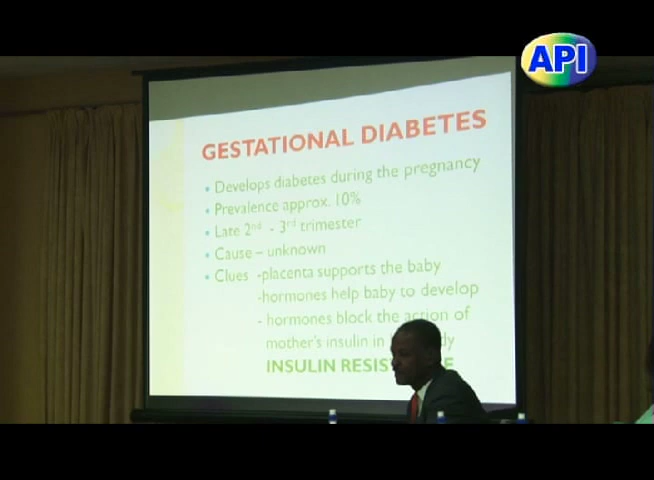 API
GESTATIONAL DIABETES
• Develops diabetes during the pregnancy
• Prevalence approx. 10%
• Late 2nd - 3rd trimester
• Cause – unknown
• Clues -placenta supports the baby
-hormones help baby to develop
- hormones block the action of
mother's insulin in
INSULIN